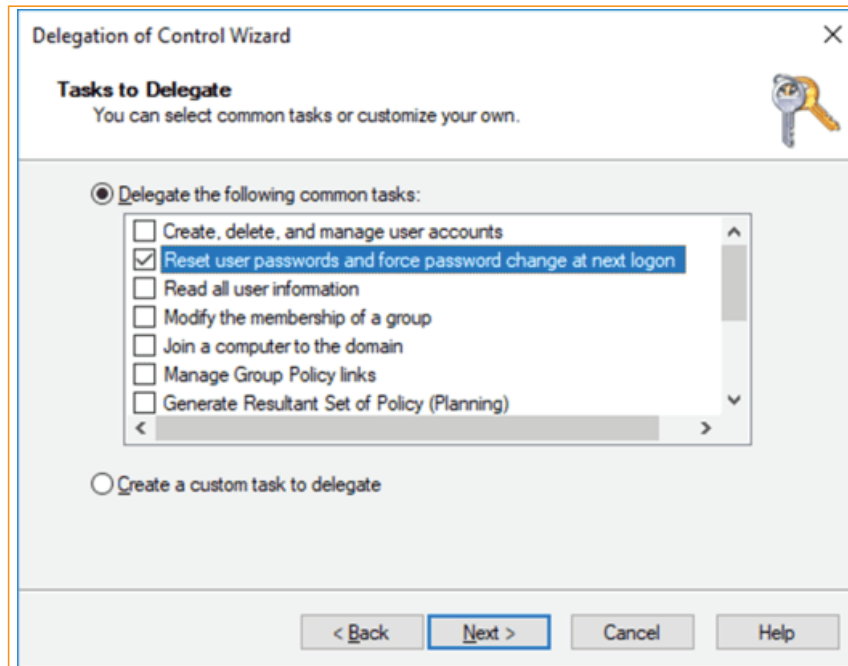 Delegation of Control Wizard
Tasks to Delegate
You can select common tasks or customize your own.
Delegate the following common tasks:
Create, delete, and manage user accounts
Reset user passwords and force password change at next logon
Read all user information
Modify the membership of a group
Join a computer to the domain
Manage Group Policy links
Generate Resultant Set of Policy (Planning)
Create a custom task to delegate
< Back Next > Cancel Help